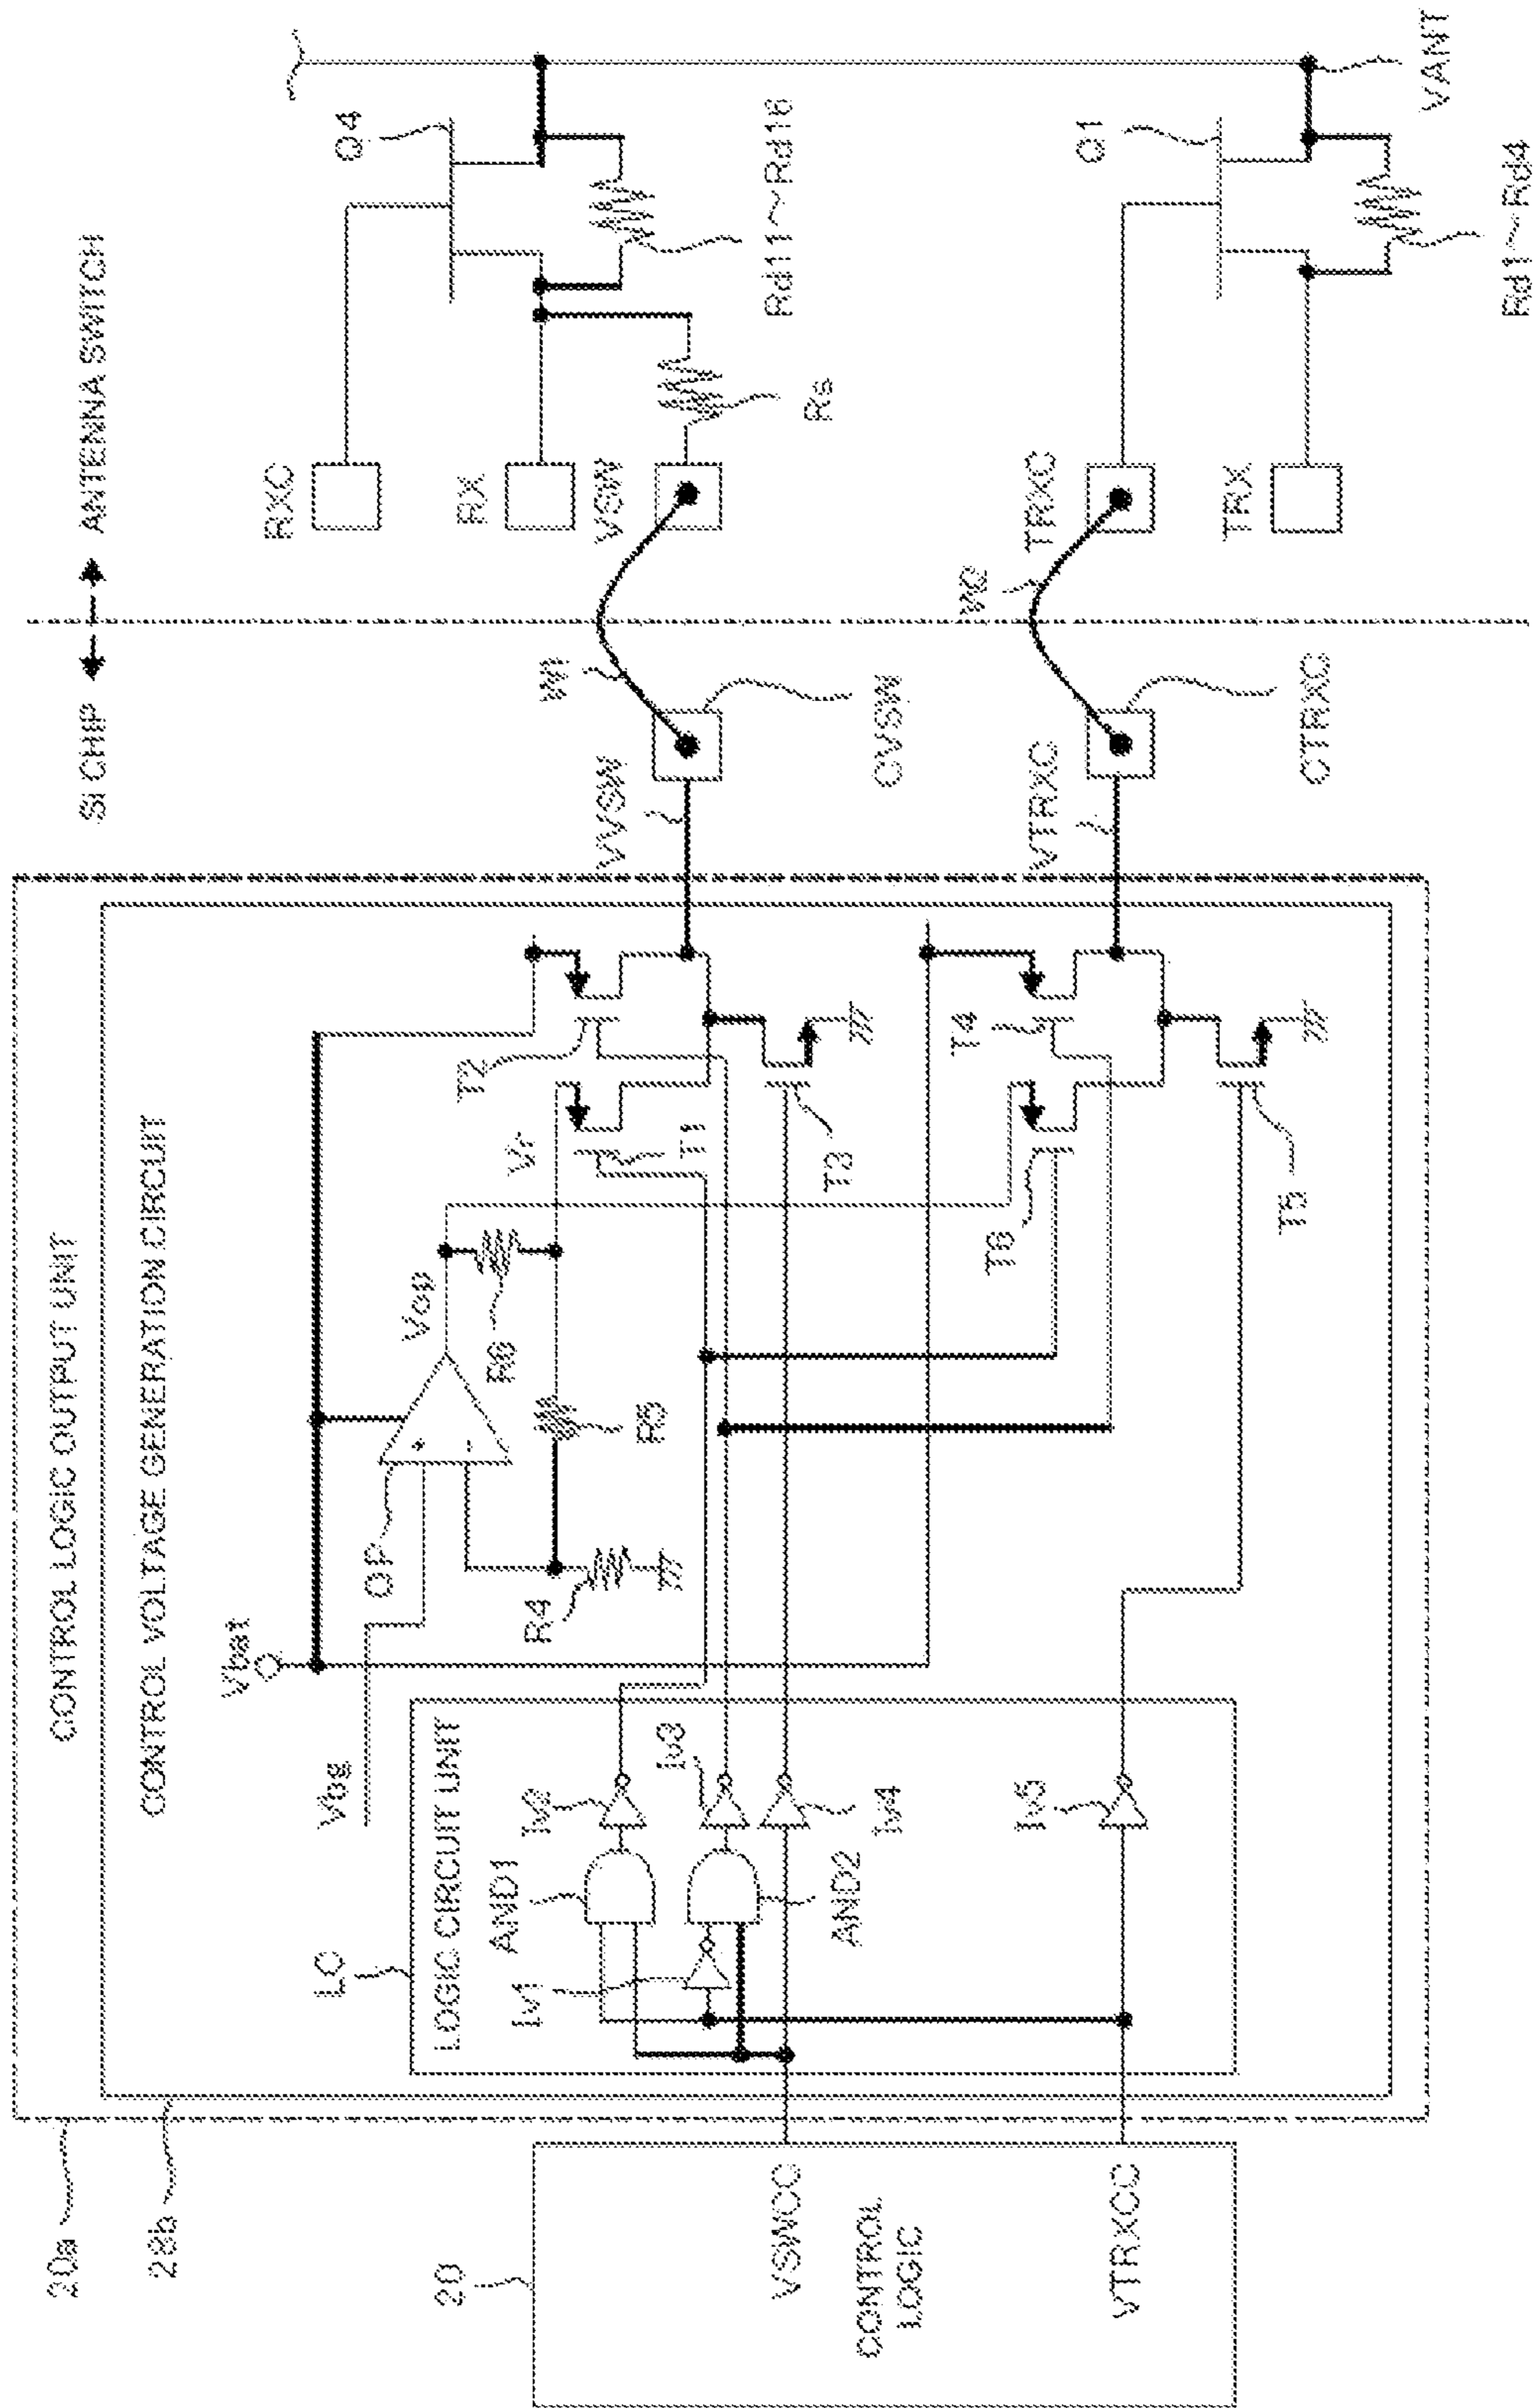 SI CHIP
ANTENNA SWITCH
CONTROL LOGIC OUTPUT UNIT
CONTROL VOLTAGE GENERATION CIRCUIT
20a
28b
20
VSWCC
CONTROL
LOGIC
VTRXCC
LC
LOGIC CIRCUIT UNIT
AND1
AND2
Iv1
Iv2
Iv3
Iv4
Iv5
Vbg
Vbat
OP
+
-
Vop
R4
R5
R6
Vr
T1
T2
T3
T4
T5
T6
VVSW
VTRXC
CVSW
CTRXC
W1
W2
RXC
RX
VSW
TRXC
TRX
Rs
Q4
Rd11~Rd16
Q1
Rd1~Rd4
VANT